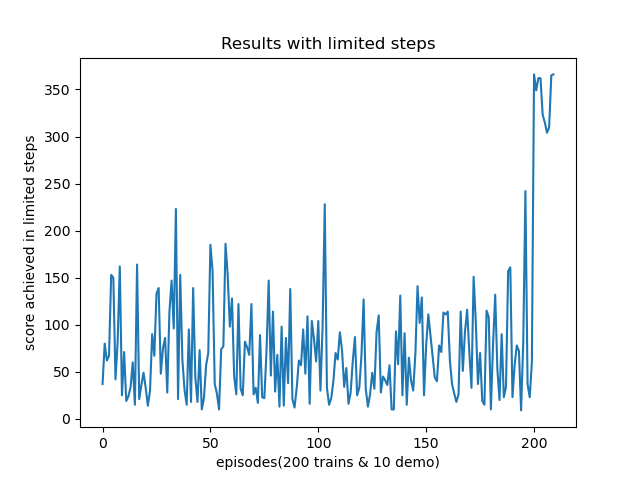 Results with limited steps
score achieved in limited steps
350
300
250
200
150
100
50
0
0 50 100 150 200
episodes(200 trains & 10 demo)